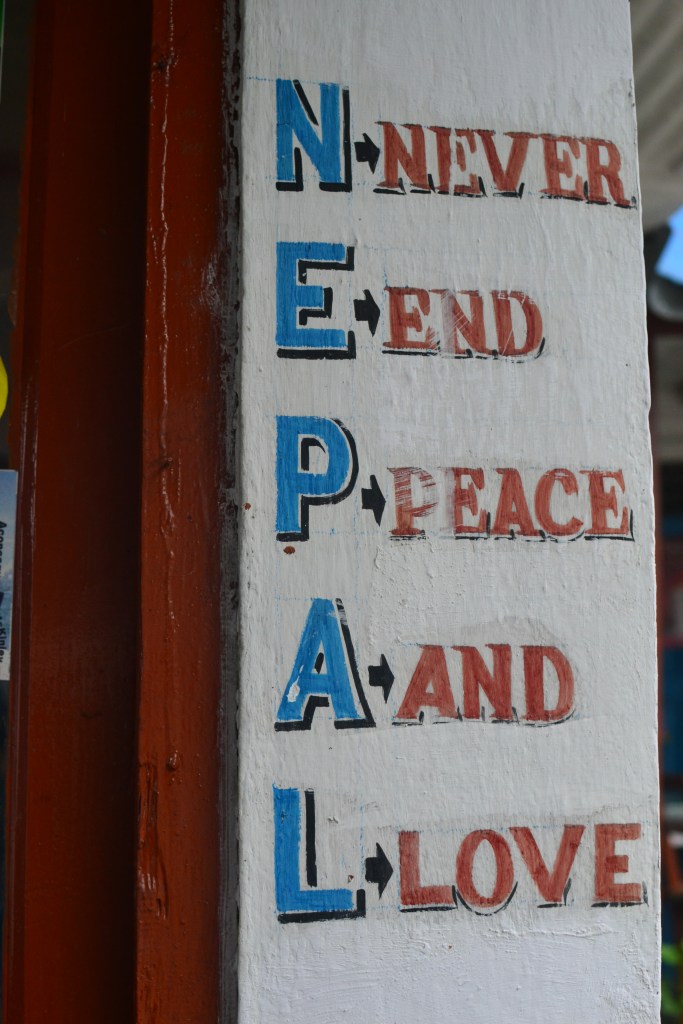 N → NEVER
E → END
P → PEACE
A → AND
L → LOVE